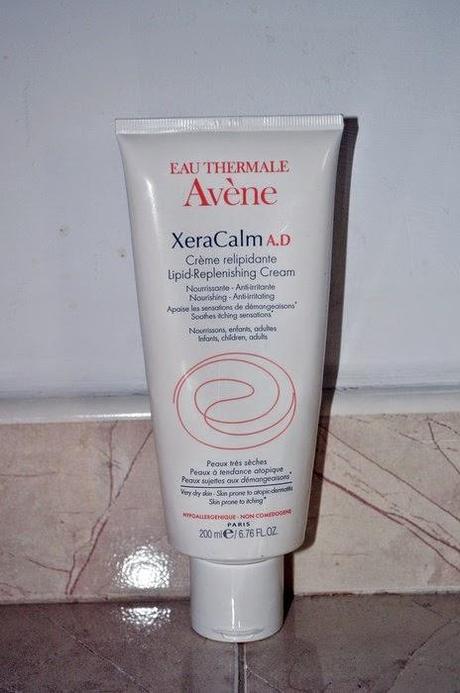 EAU THERMALE
Avène
XeraCalm A.D
Crème relipidante
Lipid-Replenishing Cream
Nourrissante - Anti-irritante
Nourishing - Anti-irritating
Apaise les sensations de démangeaisons*
Soothes itching sensations*
Nourrissons, enfants, adultes
Infants, children, adults
Peaux très sèches
Peaux à tendance atopique
Peaux sujettes aux démangeaisons*
Very dry skin - Skin prone to atopic-dermatitis
Skin prone to itching*
HYPOALLERGENIQUE - NON COMEDOGENE
PARIS
200 ml ℮/ 6.76 FL.OZ.